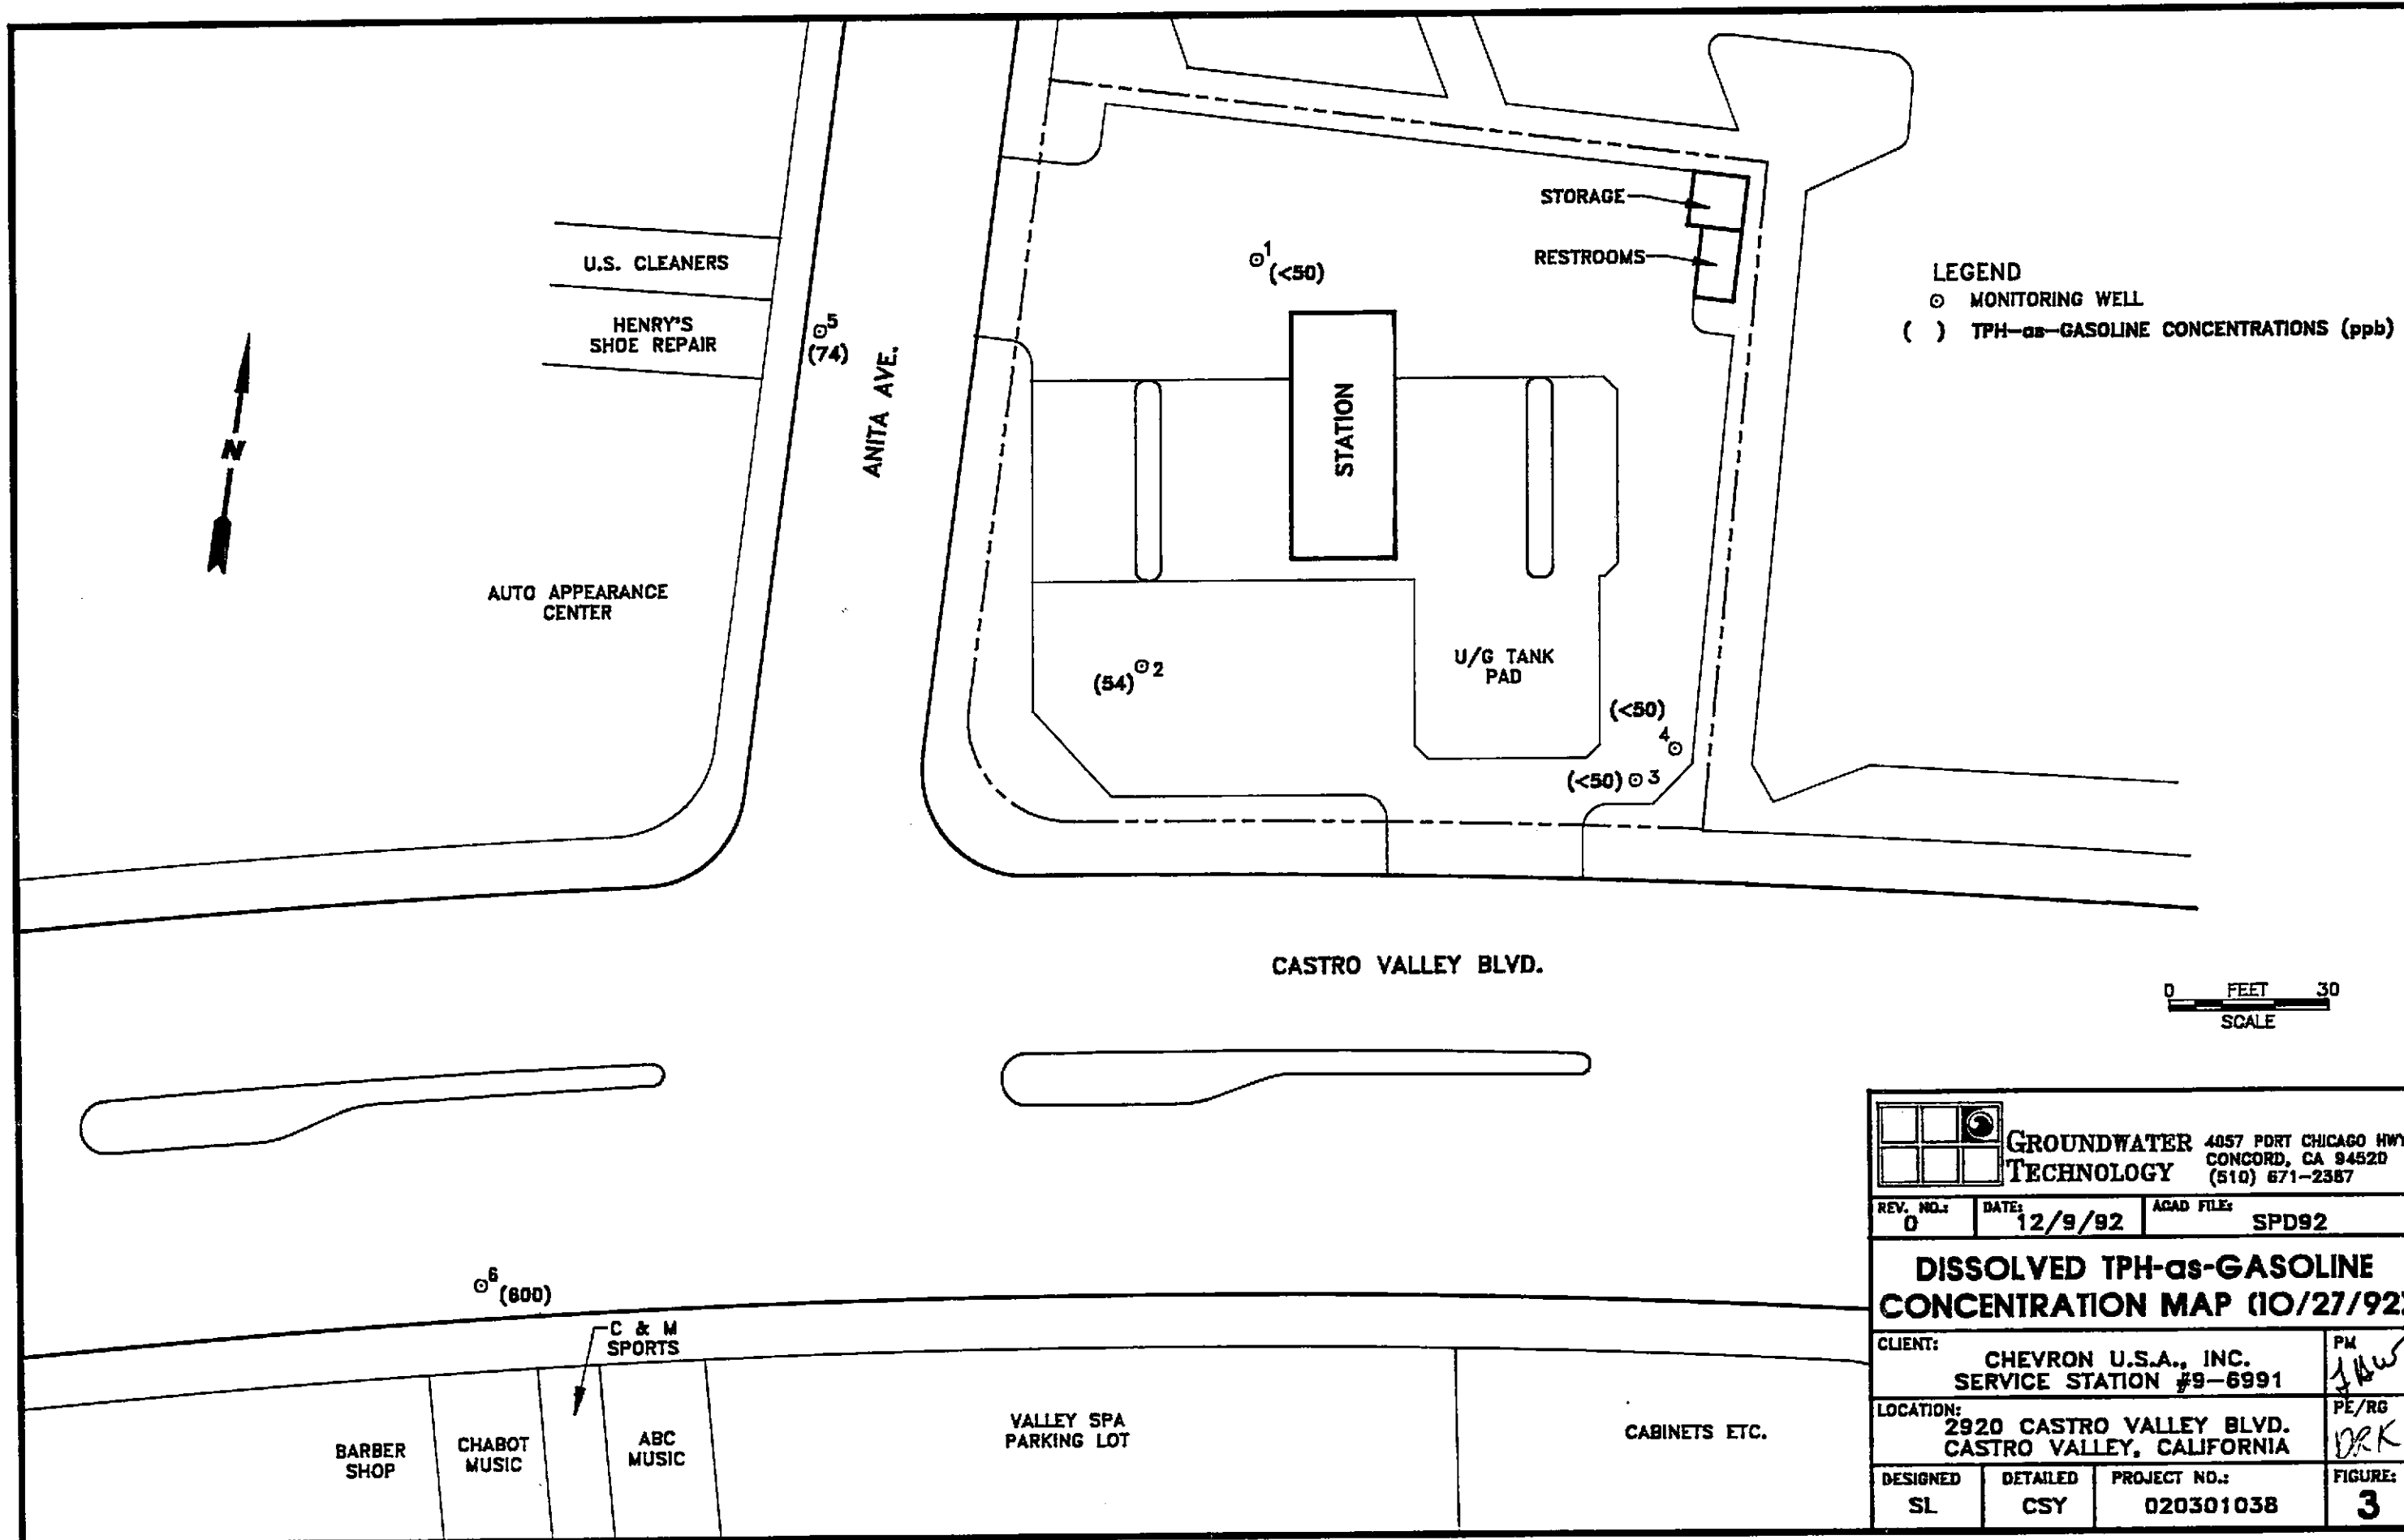 STORAGE
RESTROOMS
1
(<50)
U.S. CLEANERS
HENRY'S
SHOE REPAIR
5
(74)
ANITA AVE.
STATION
N
LEGEND
MONITORING WELL
( ) TPH-as-GASOLINE CONCENTRATIONS (ppb)
AUTO APPEARANCE
CENTER
(54) 2
U/G TANK
PAD
(<50)
4
(<50) 3
CASTRO VALLEY BLVD.
0 FEET 30
SCALE
6
(600)
C & M
SPORTS
BARBER
SHOP
CHABOT
MUSIC
ABC
MUSIC
VALLEY SPA
PARKING LOT
CABINETS ETC.
GROUNDWATER
TECHNOLOGY
4057 PORT CHICAGO HWY
CONCORD, CA 94520
(510) 671-2387
REV. NO.:
0
DATE:
12/9/92
ACAD FILE:
SPD92
DISSOLVED TPH-as-GASOLINE
CONCENTRATION MAP (10/27/92)
CLIENT:
CHEVRON U.S.A., INC.
SERVICE STATION #9-6991
PM
LOCATION:
2920 CASTRO VALLEY BLVD.
CASTRO VALLEY, CALIFORNIA
PE/RG
DRK
DESIGNED
SL
DETAILED
CSY
PROJECT NO.:
020301038
FIGURE:
3